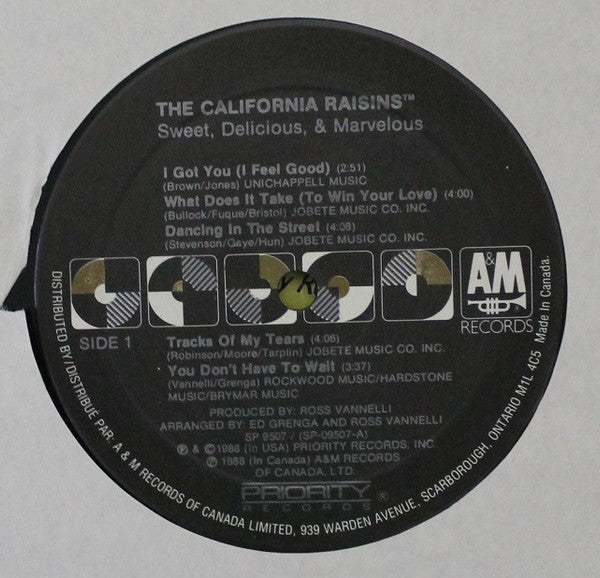 THE CALIFORNIA RAISINS™
Sweet, Delicious, & Marvelous
I Got You (I Feel Good) (2:51)
(Brown/Jones) UNICHAPPELL MUSIC
What Does It Take (To Win Your Love) (4:00)
(Bullock/Fuque/Bristol) JOBETE MUSIC CO. INC.
Dancing In The Street (4:08)
(Stevenson/Gaye/Hun) JOBETE MUSIC CO. INC.
A&M
RECORDS
SIDE 1
Tracks Of My Tears (4:06)
(Robinson/Moore/Tarplin) JOBETE MUSIC CO. INC.
You Don't Have To Wait (3:37)
(Vannelli/Grenga) ROCKWOOD MUSIC/HARDSTONE
MUSIC/BRYMAR MUSIC
PRODUCED BY: ROSS VANNELLI
ARRANGED BY: ED GRENGA AND ROSS VANNELLI
SP 9507 / (SP-09507-A)
℗ & ©1988 (In USA) PRIORITY RECORDS, INC.
℗ 1988 (In Canada) A&M RECORDS
OF CANADA, LTD.
PRIORITY
RECORDS ®
DISTRIBUTED BY/DISTRIBUÉ PAR: A & M RECORDS OF CANADA LIMITED, 939 WARDEN AVENUE, SCARBOROUGH, ONTARIO M1L 4C5 Made In Canada.